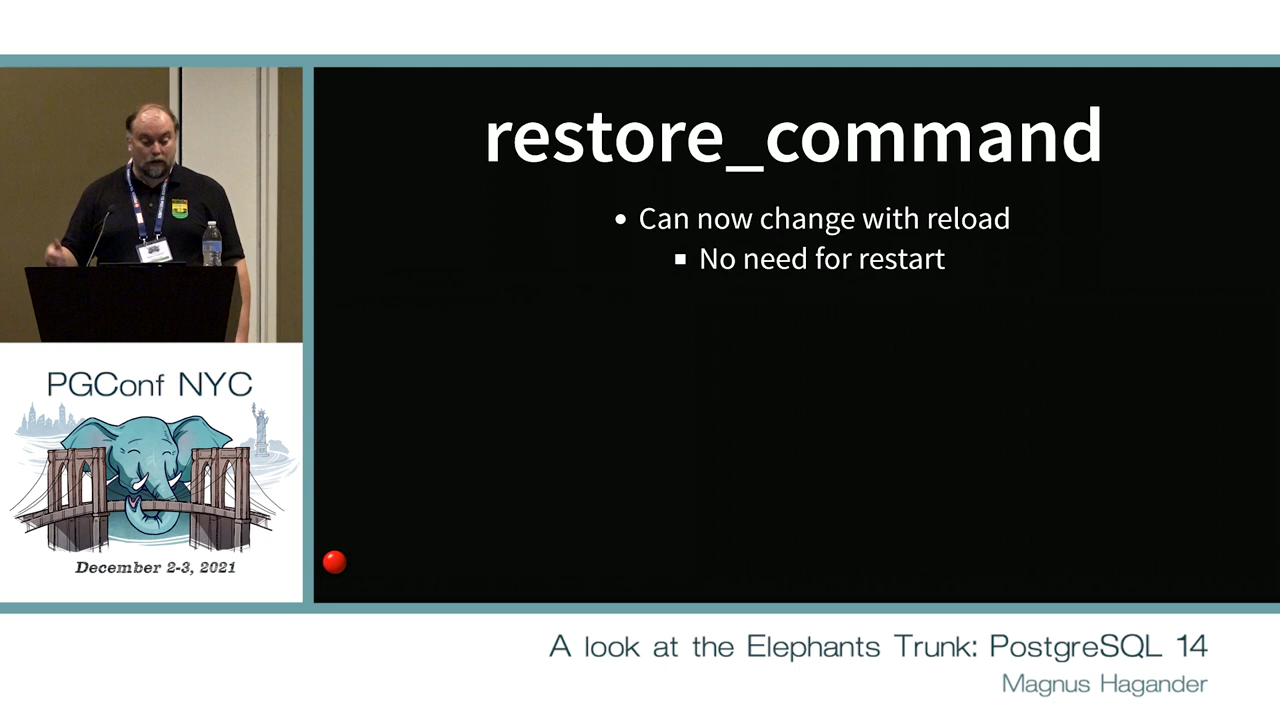 restore_command
Can now change with reload
No need for restart
PGConf NYC
December 2-3, 2021
A look at the Elephants Trunk: PostgreSQL 14
Magnus Hagander